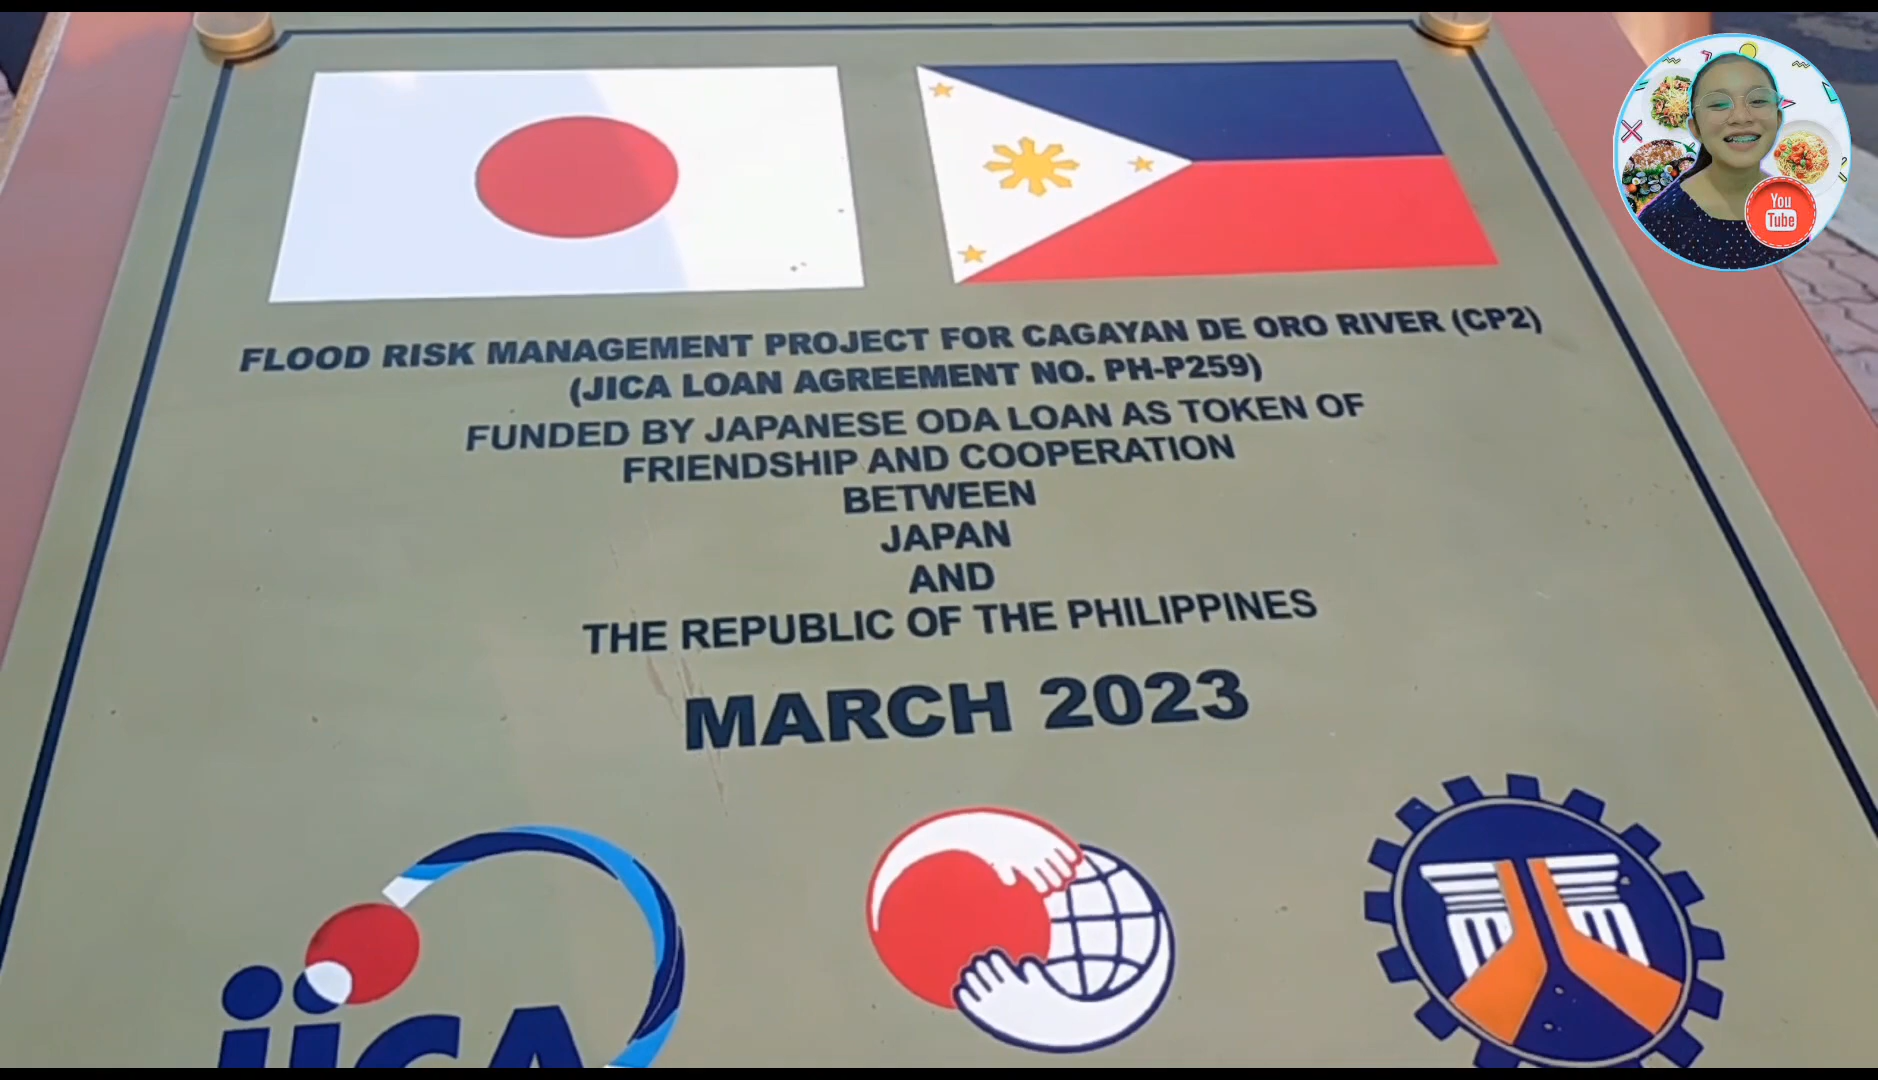 FLOOD RISK MANAGEMENT PROJECT FOR CAGAYAN DE ORO RIVER (CP2)
(JICA LOAN AGREEMENT NO. PH-P259)
FUNDED BY JAPANESE ODA LOAN AS TOKEN OF
FRIENDSHIP AND COOPERATION
BETWEEN
JAPAN
AND
THE REPUBLIC OF THE PHILIPPINES
MARCH 2023
jica
You
Tube